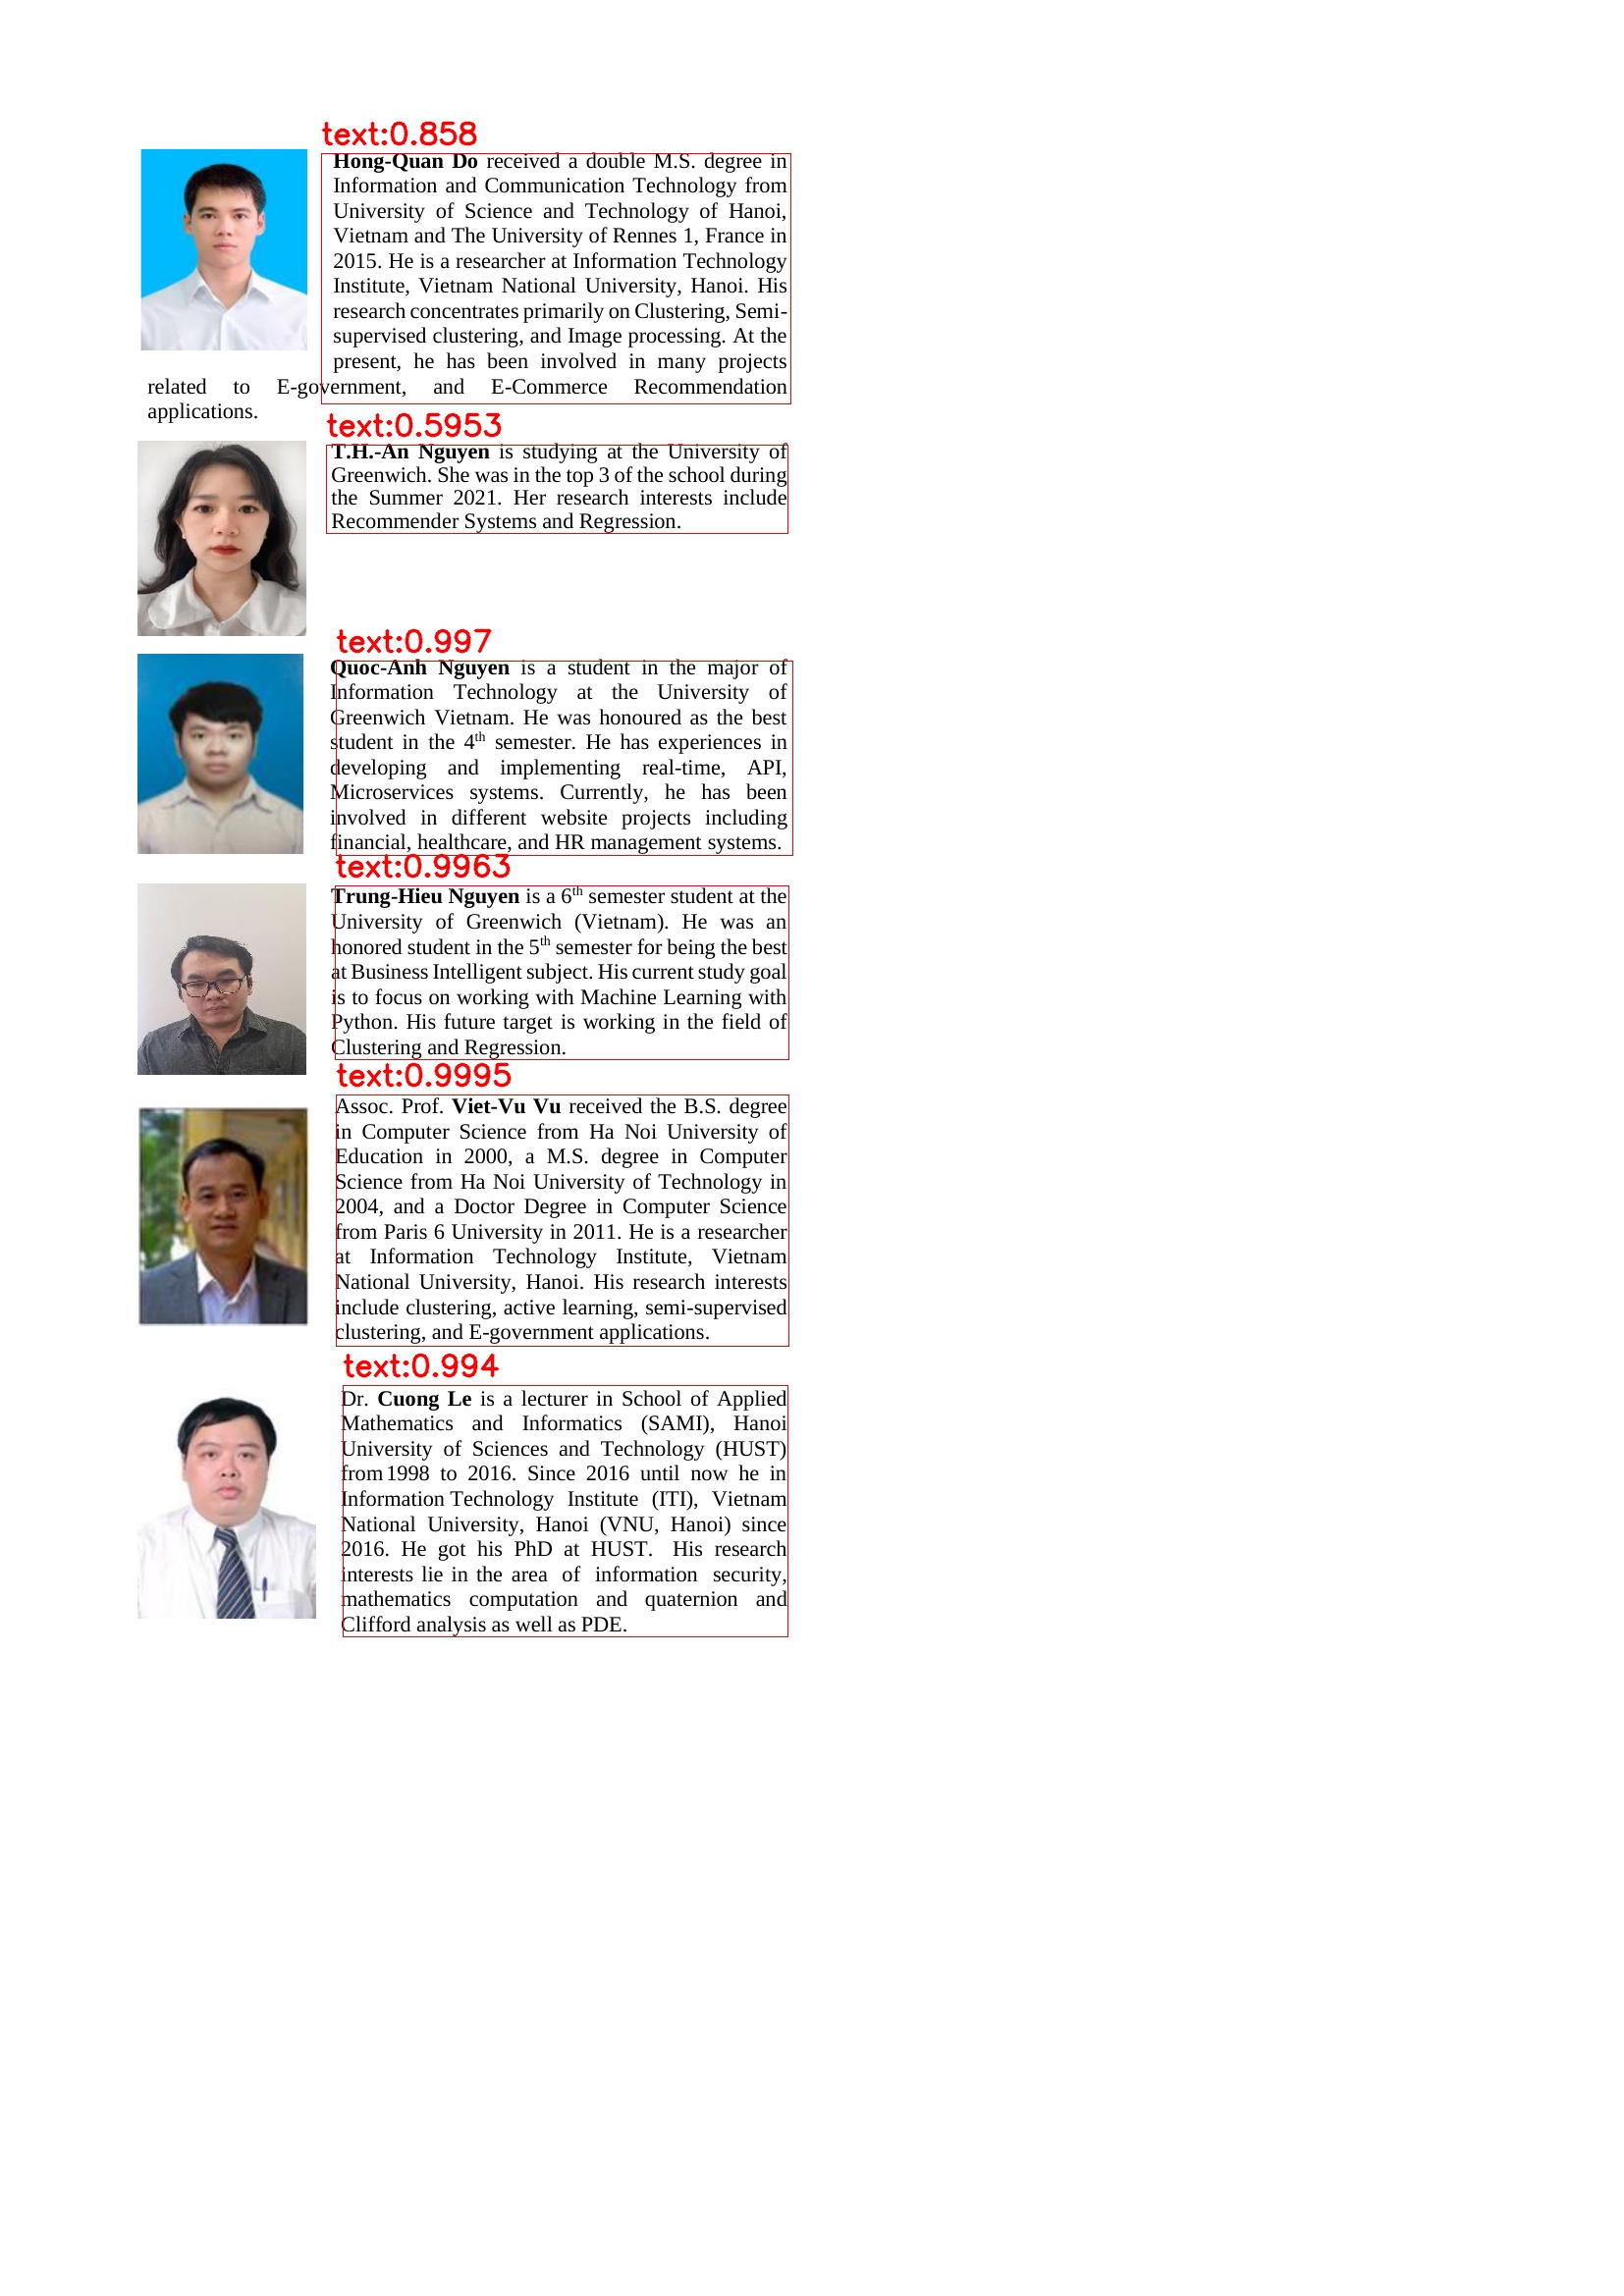 text:0.858
Hong-Quan Do received a double M.S. degree in
Information and Communication Technology from
University of Science and Technology of Hanoi,
Vietnam and The University of Rennes 1, France in
2015. He is a researcher at Information Technology
Institute, Vietnam National University, Hanoi. His
research concentrates primarily on Clustering, Semi-
supervised clustering, and Image processing. At the
present, he has been involved in many projects
related to E-government, and E-Commerce Recommendation
applications.
text:0.5953
T.H.-An Nguyen is studying at the University of
Greenwich. She was in the top 3 of the school during
the Summer 2021. Her research interests include
Recommender Systems and Regression.
text:0.997
Quoc-Anh Nguyen is a student in the major of
Information Technology at the University of
Greenwich Vietnam. He was honoured as the best
student in the 4th semester. He has experiences in
developing and implementing real-time, API,
Microservices systems. Currently, he has been
involved in different website projects including
financial, healthcare, and HR management systems.
text:0.9963
Trung-Hieu Nguyen is a 6th semester student at the
University of Greenwich (Vietnam). He was an
honored student in the 5th semester for being the best
at Business Intelligent subject. His current study goal
is to focus on working with Machine Learning with
Python. His future target is working in the field of
Clustering and Regression.
text:0.9995
Assoc. Prof. Viet-Vu Vu received the B.S. degree
in Computer Science from Ha Noi University of
Education in 2000, a M.S. degree in Computer
Science from Ha Noi University of Technology in
2004, and a Doctor Degree in Computer Science
from Paris 6 University in 2011. He is a researcher
at Information Technology Institute, Vietnam
National University, Hanoi. His research interests
include clustering, active learning, semi-supervised
clustering, and E-government applications.
text:0.994
Dr. Cuong Le is a lecturer in School of Applied
Mathematics and Informatics (SAMI), Hanoi
University of Sciences and Technology (HUST)
from 1998 to 2016. Since 2016 until now he in
Information Technology Institute (ITI), Vietnam
National University, Hanoi (VNU, Hanoi) since
2016. He got his PhD at HUST. His research
interests lie in the area of information security,
mathematics computation and quaternion and
Clifford analysis as well as PDE.